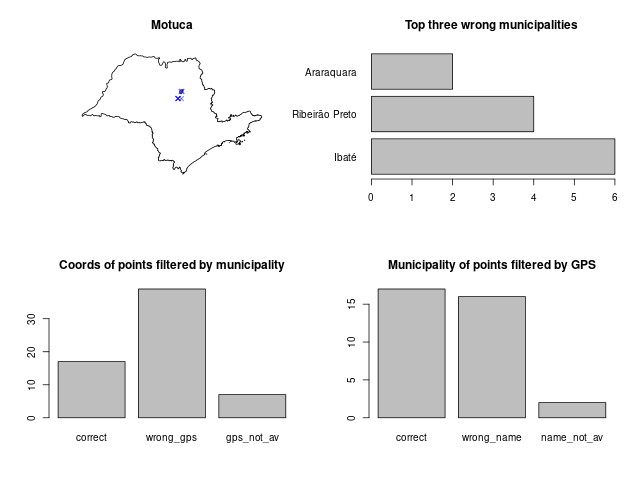 Motuca
Top three wrong municipalities
Araraquara
Ribeirão Preto
Ibaté
0 1 2 3 4 5 6
Coords of points filtered by municipality
0 10 20 30
correct wrong_gps gps_not_av
Municipality of points filtered by GPS
0 5 10 15
correct wrong_name name_not_av